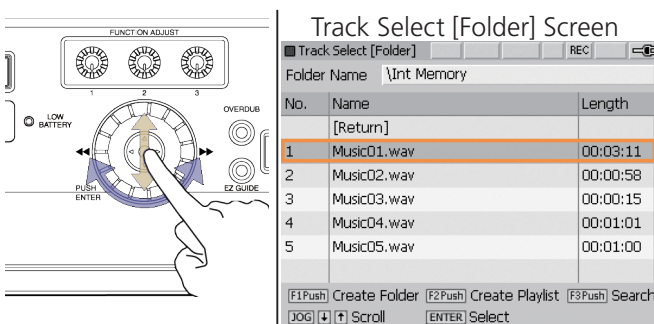 FUNCTION ADJUST
1 2 3
LOW
BATTERY
OVERDUB
PUSH
ENTER
EZ GUIDE
Track Select [Folder] Screen
Track Select [Folder] REC
Folder Name \Int Memory
No. Name Length
[Return]
1 Music01.wav 00:03:11
2 Music02.wav 00:00:58
3 Music03.wav 00:00:15
4 Music04.wav 00:01:01
5 Music05.wav 00:01:00
F1Push Create Folder F2Push Create Playlist F3Push Search
JOG ↓ ↑ Scroll ENTER Select